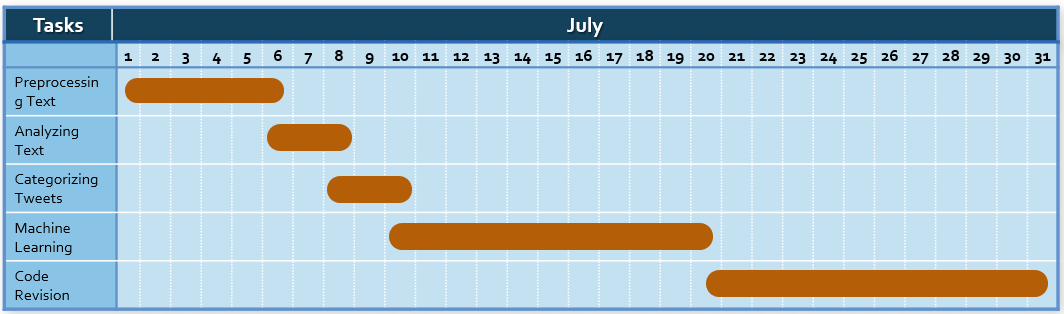 Tasks July
1 2 3 4 5 6 7 8 9 10 11 12 13 14 15 16 17 18 19 20 21 22 23 24 25 26 27 28 29 30 31
Preprocessin
g Text
Analyzing
Text
Categorizing
Tweets
Machine
Learning
Code
Revision